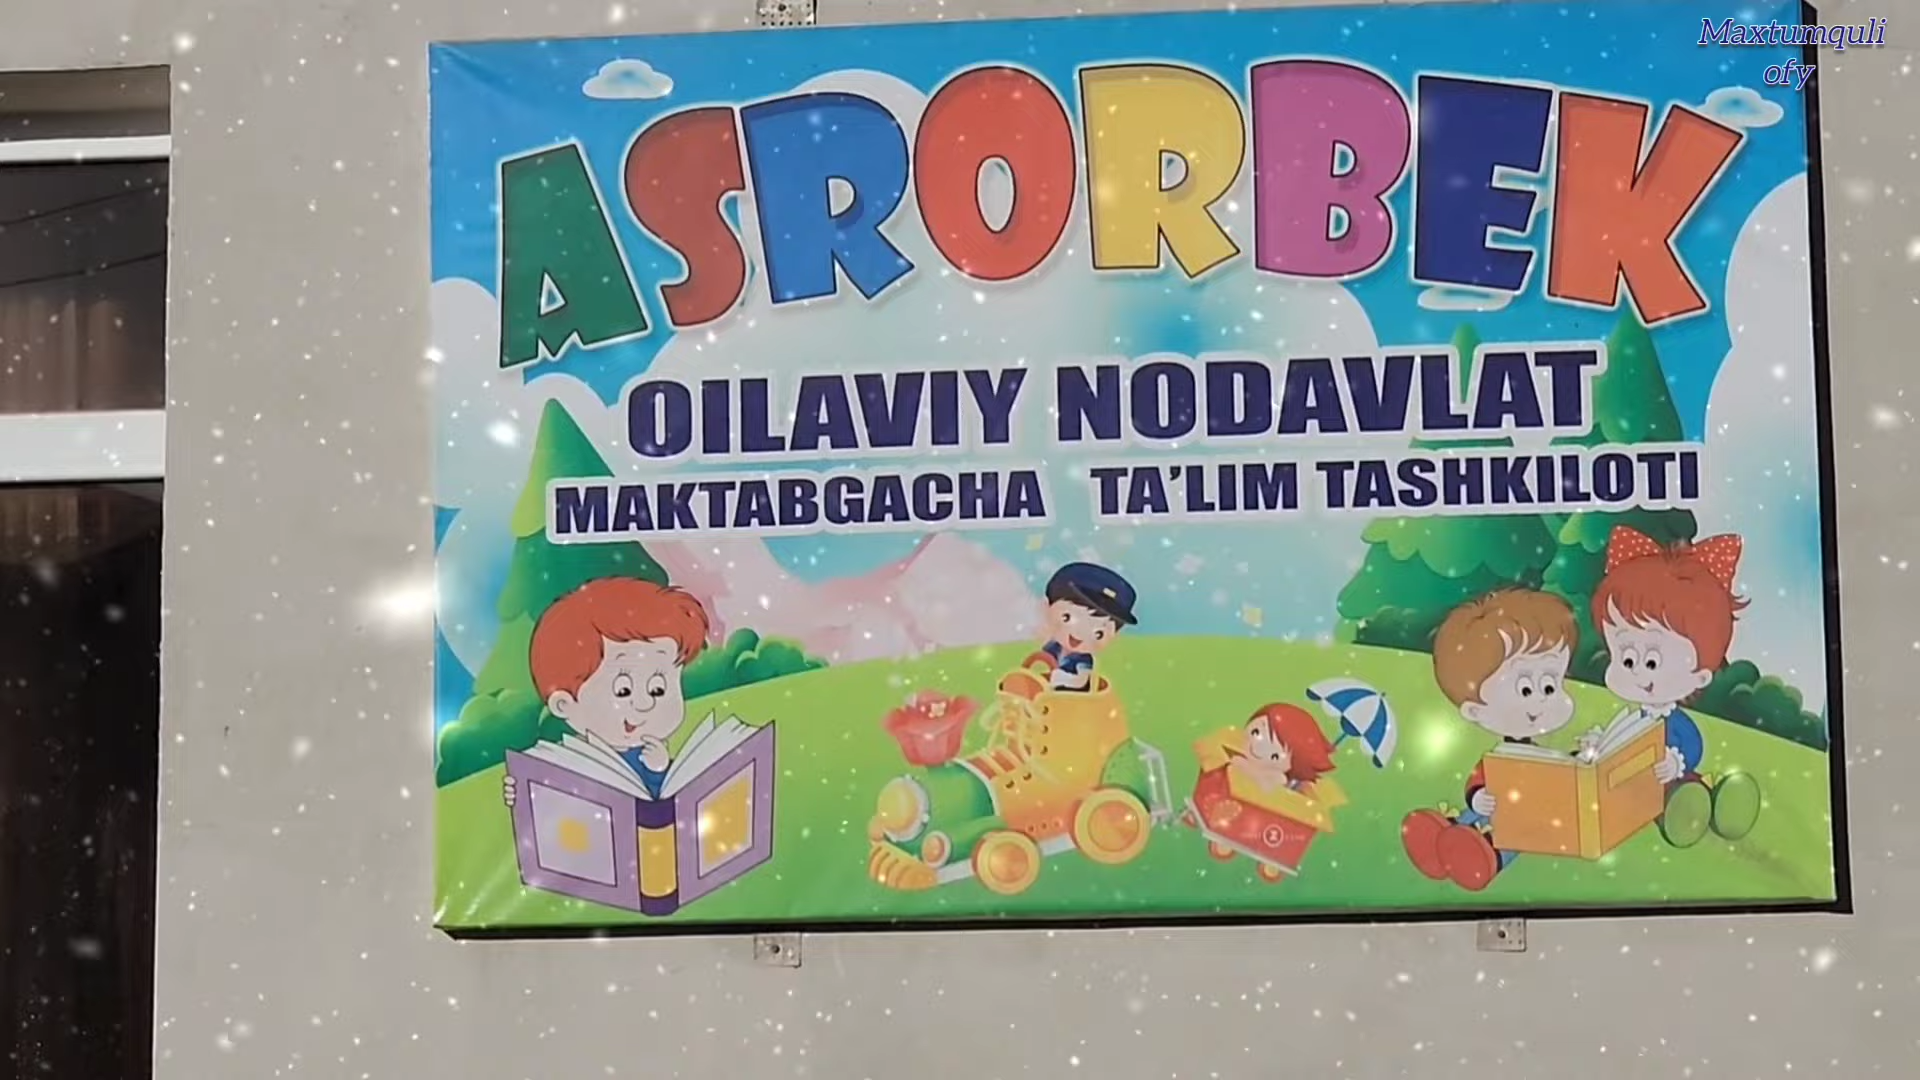 Maxtumquli
ofy
ASRORBEK
OILAVIY NODAVLAT
MAKTABGACHA TA'LIM TASHKILOTI